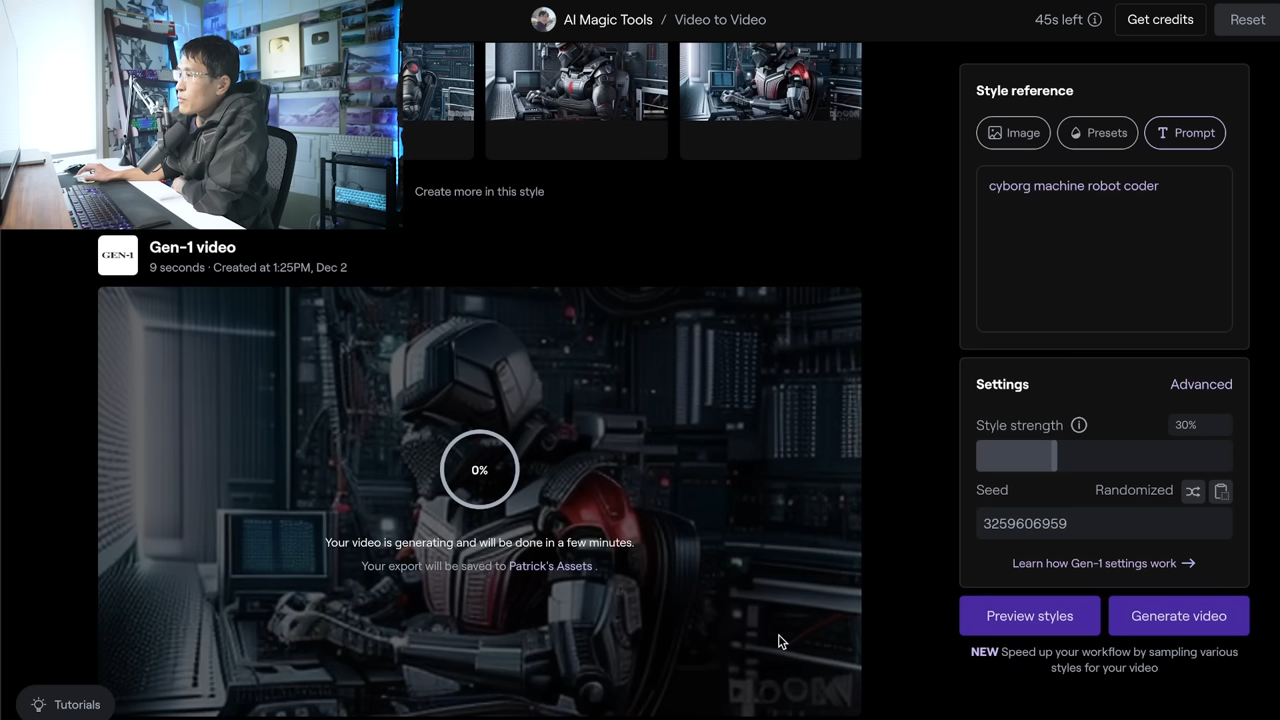 AI Magic Tools / Video to Video
45s left
Get credits
Reset
Create more in this style
GEN-1
Gen-1 video
9 seconds · Created at 1:25PM, Dec 2
0%
Your video is generating and will be done in a few minutes.
Your export will be saved to Patrick's Assets .
Tutorials
Style reference
Image
Presets
Prompt
cyborg machine robot coder
Settings
Advanced
Style strength
30%
Seed
Randomized
3259606959
Learn how Gen-1 settings work →
Preview styles
Generate video
NEW Speed up your workflow by sampling various
styles for your video